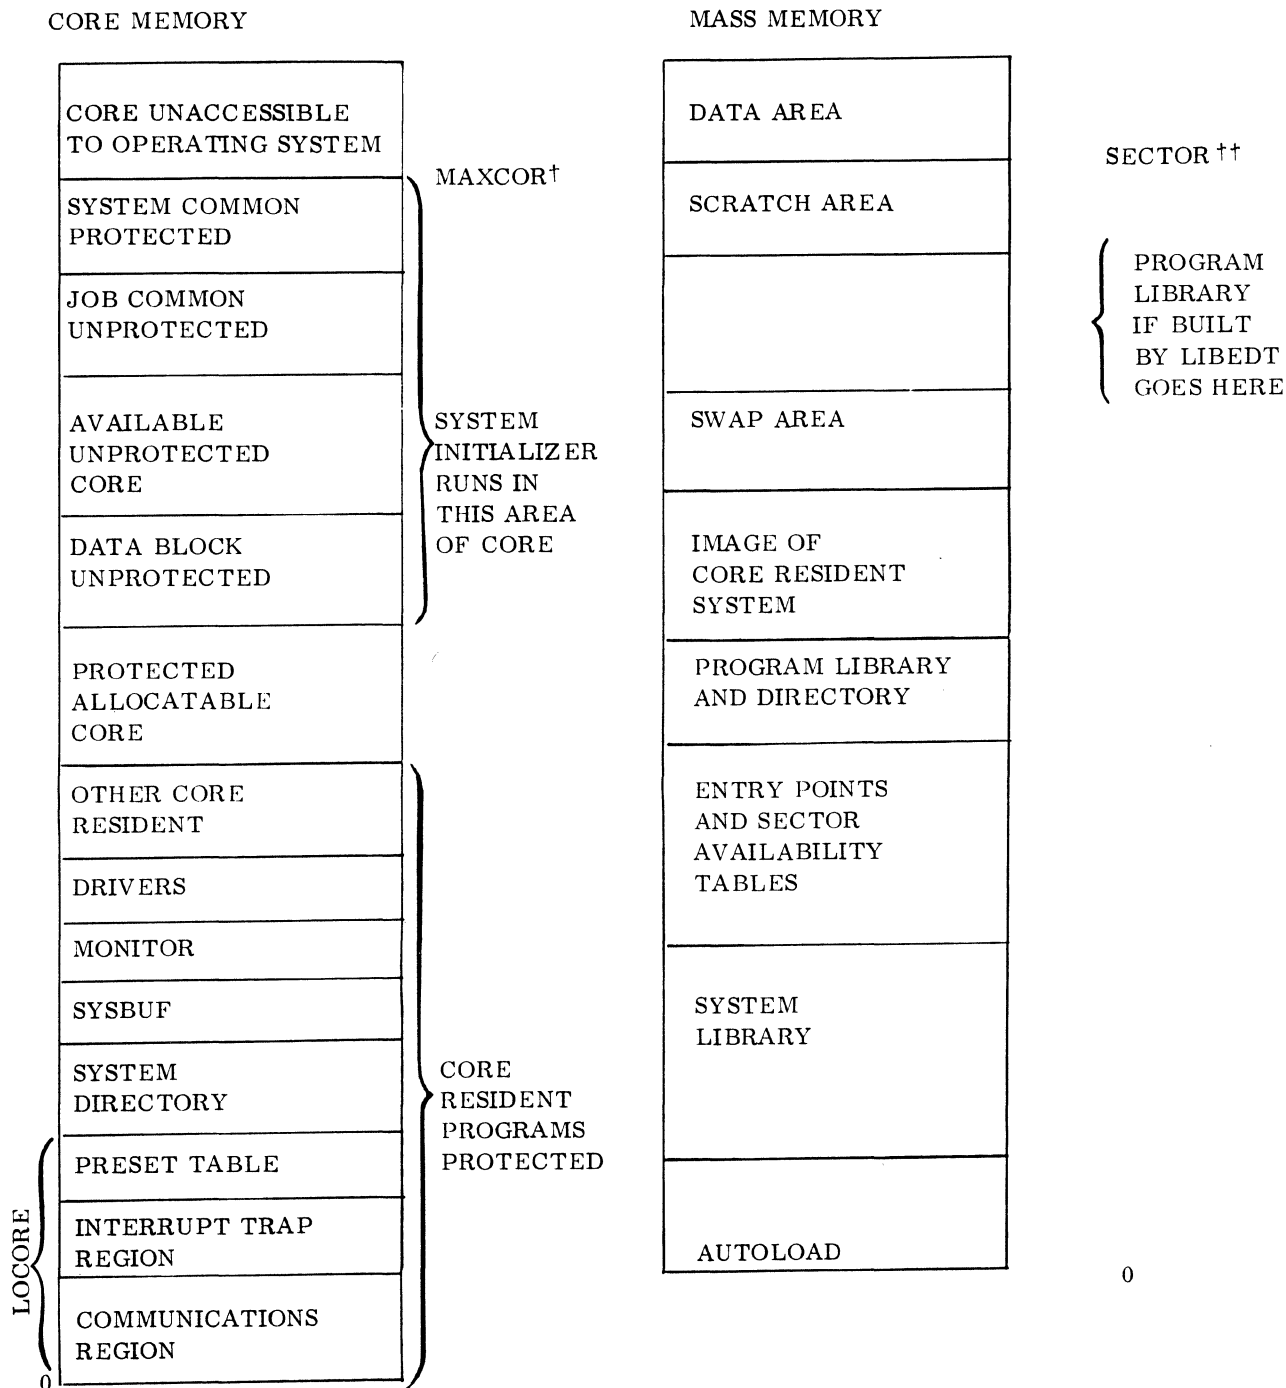 CORE MEMORY
CORE UNACCESSIBLE
TO OPERATING SYSTEM
SYSTEM COMMON
PROTECTED
JOB COMMON
UNPROTECTED
AVAILABLE
UNPROTECTED
CORE
DATA BLOCK
UNPROTECTED
PROTECTED
ALLOCATABLE
CORE
OTHER CORE
RESIDENT
DRIVERS
MONITOR
SYSBUF
SYSTEM
DIRECTORY
PRESET TABLE
INTERRUPT TRAP
REGION
COMMUNICATIONS
REGION
LOCORE
0
MAXCOR†
SYSTEM
INITIALIZER
RUNS IN
THIS AREA
OF CORE
CORE
RESIDENT
PROGRAMS
PROTECTED
MASS MEMORY
DATA AREA
SCRATCH AREA
SWAP AREA
IMAGE OF
CORE RESIDENT
SYSTEM
PROGRAM LIBRARY
AND DIRECTORY
ENTRY POINTS
AND SECTOR
AVAILABILITY
TABLES
SYSTEM
LIBRARY
AUTOLOAD
SECTOR††
PROGRAM
LIBRARY
IF BUILT
BY LIBEDT
GOES HERE
0